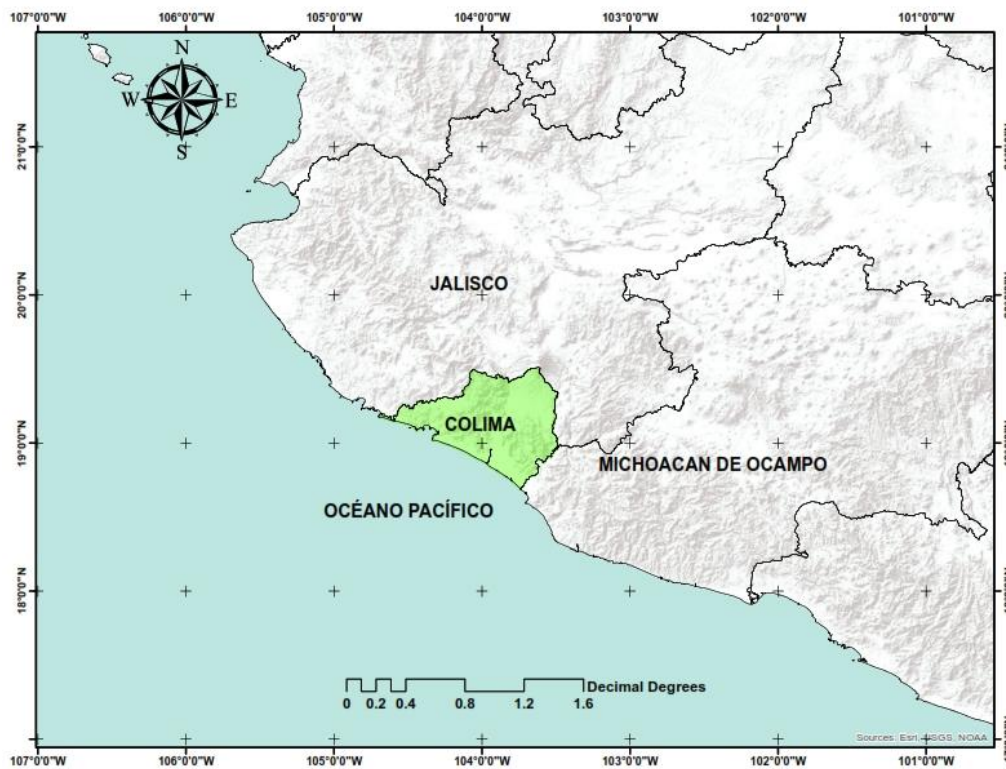 107°0'0"W 106°0'0"W 105°0'0"W 104°0'0"W 103°0'0"W 102°0'0"W 101°0'0"W
N
W E
S
21°0'0"N
JALISCO
20°0'0"N
COLIMA
19°0'0"N
MICHOACAN DE OCAMPO
OCÉANO PACÍFICO
18°0'0"N
Decimal Degrees
0 0.2 0.4 0.8 1.2 1.6
Sources: Esri, USGS, NOAA
107°0'0"W 106°0'0"W 105°0'0"W 104°0'0"W 103°0'0"W 102°0'0"W 101°0'0"W